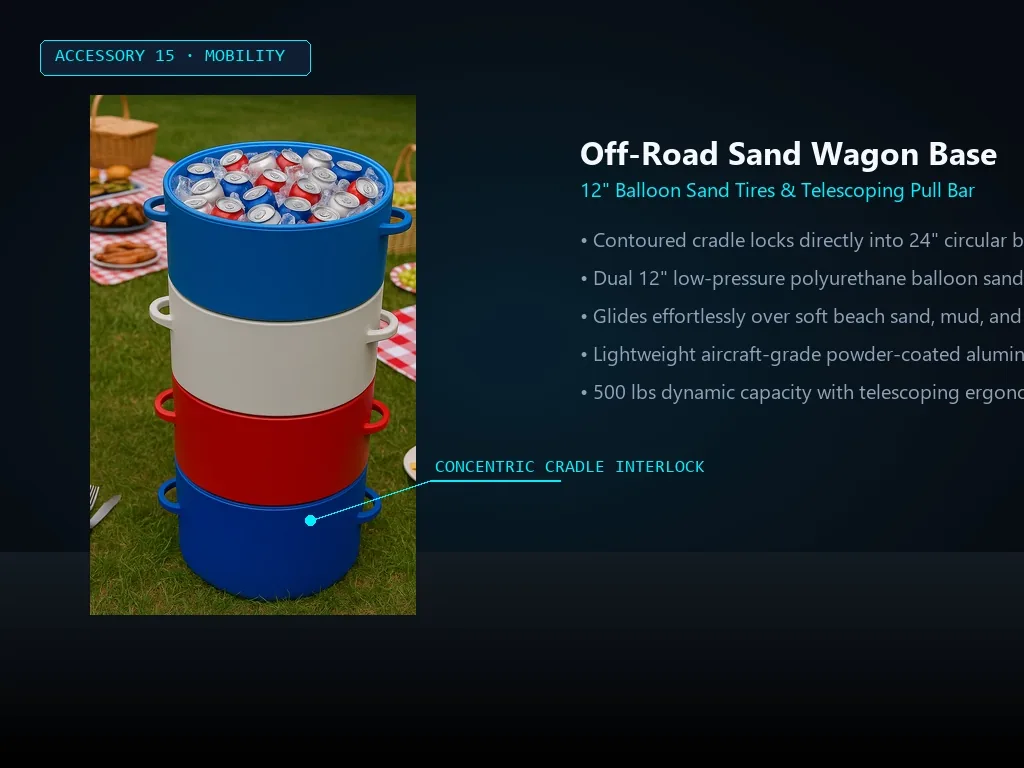 ACCESSORY 15 · MOBILITY
Off-Road Sand Wagon Base
12" Balloon Sand Tires & Telescoping Pull Bar
• Contoured cradle locks directly into 24" circular
• Dual 12" low-pressure polyurethane balloon sand
• Glides effortlessly over soft beach sand, mud, and
• Lightweight aircraft-grade powder-coated
• 500 lbs dynamic capacity with telescoping
CONCENTRIC CRADLE INTERLOCK